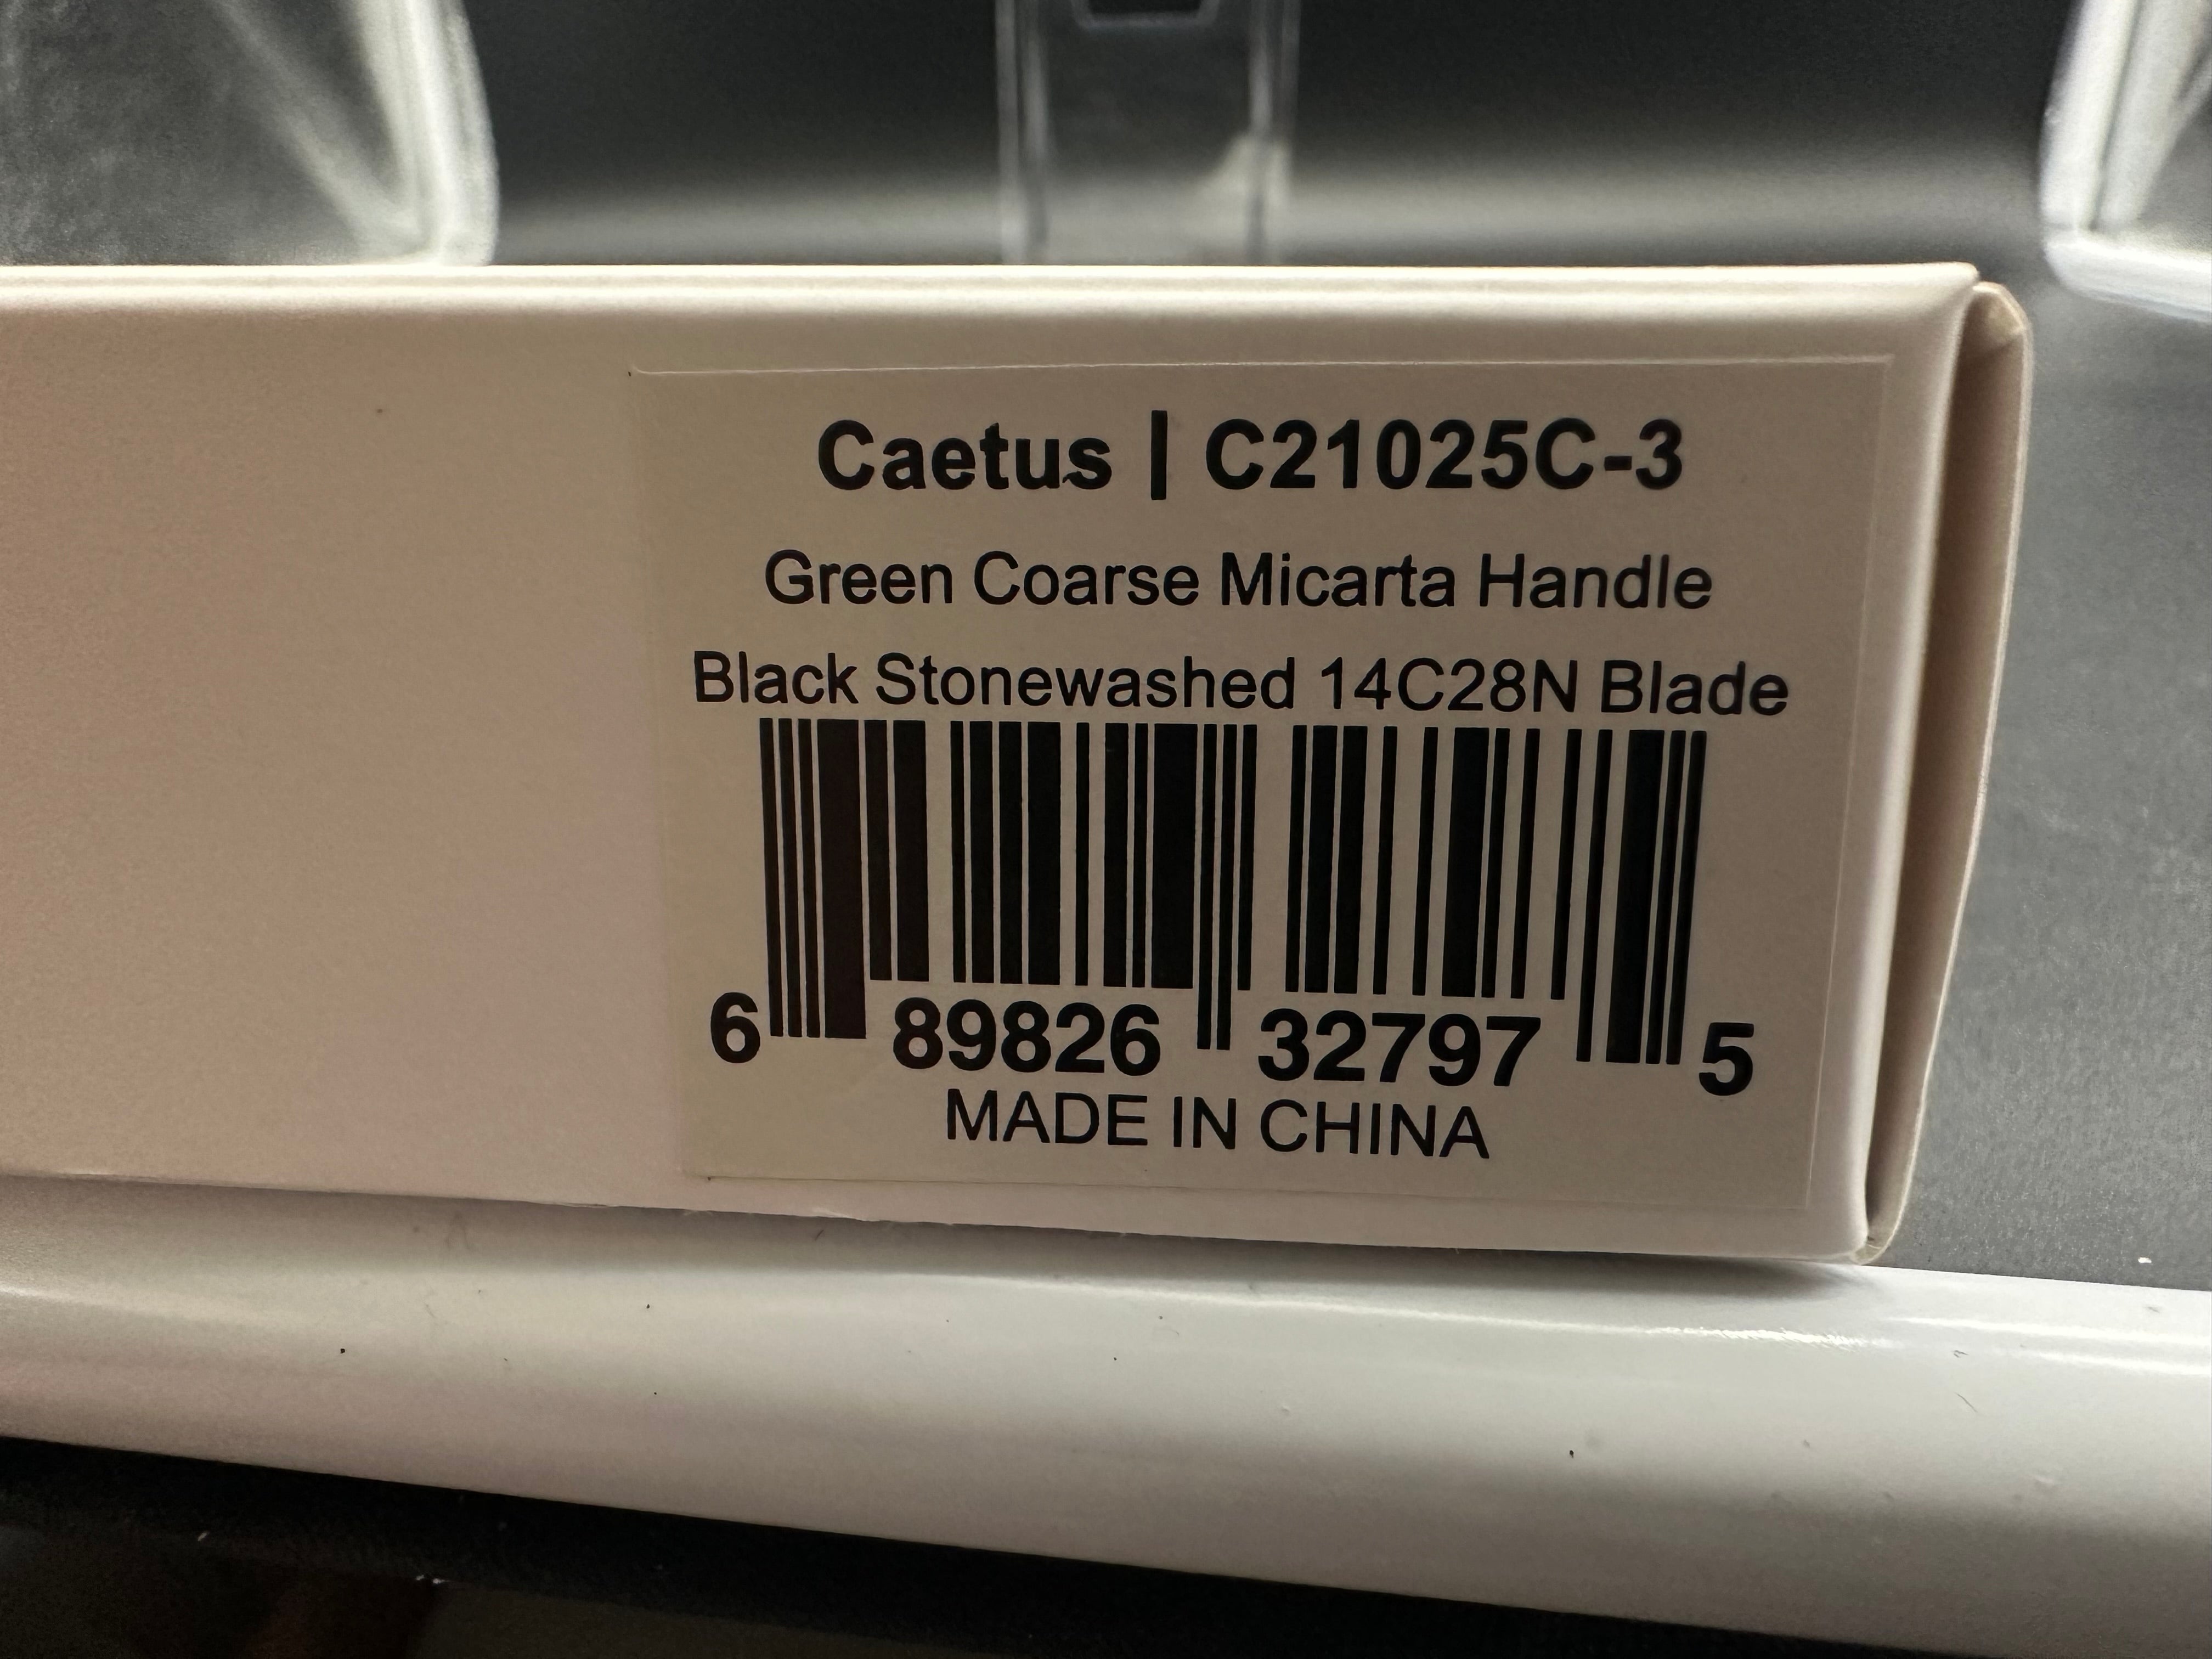 Caetus | C21025C-3
Green Coarse Micarta Handle
Black Stonewashed 14C28N Blade
6 89826 32797 5
MADE IN CHINA